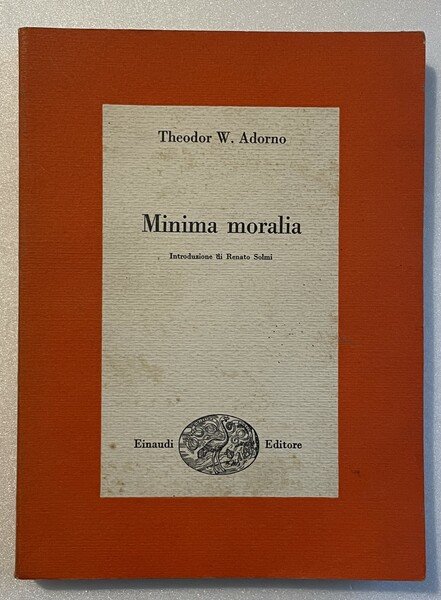 Theodor W. Adorno
Minima moralia
Introduzione di Renato Solmi
Einaudi Editore